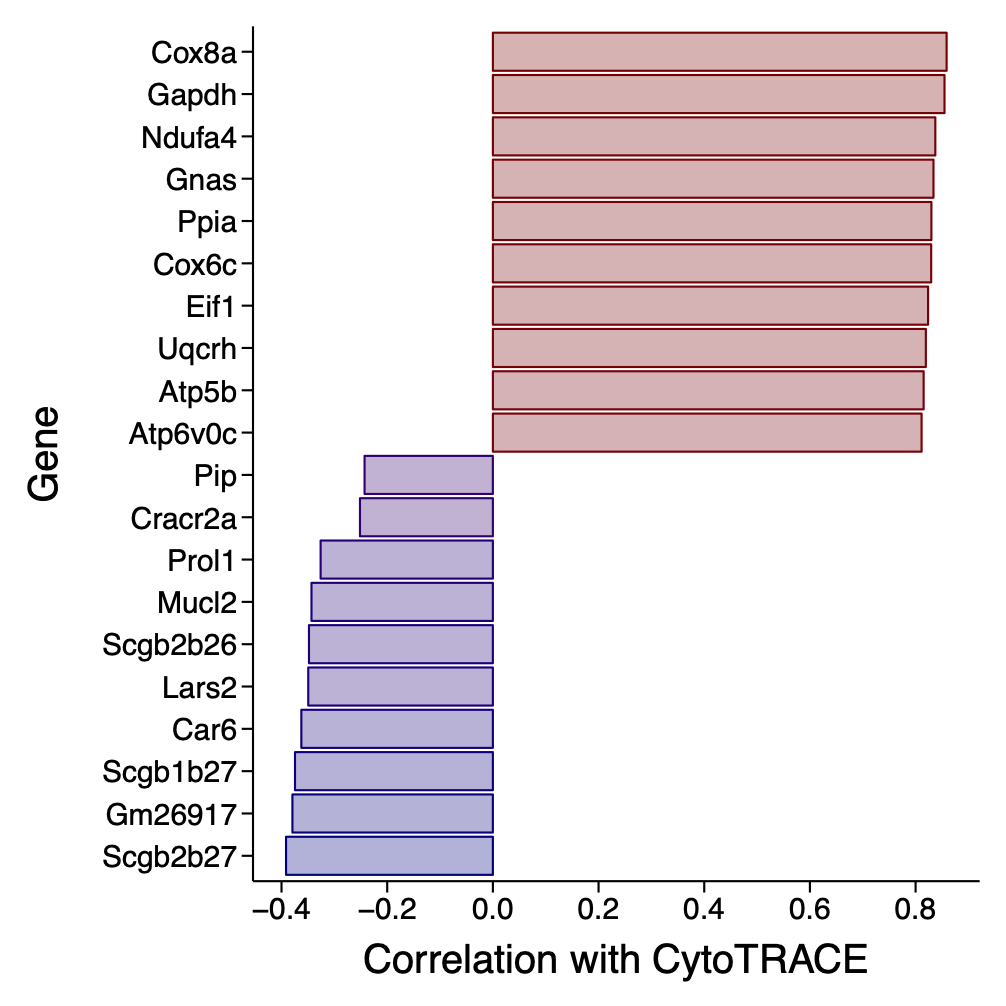 Cox8a
Gapdh
Ndufa4
Gnas
Ppia
Cox6c
Eif1
Uqcrh
Atp5b
Atp6v0c
Pip
Cracr2a
Prol1
Mucl2
Scgb2b26
Lars2
Car6
Scgb1b27
Gm26917
Scgb2b27
Gene
−0.4 −0.2 0.0 0.2 0.4 0.6 0.8
Correlation with CytoTRACE